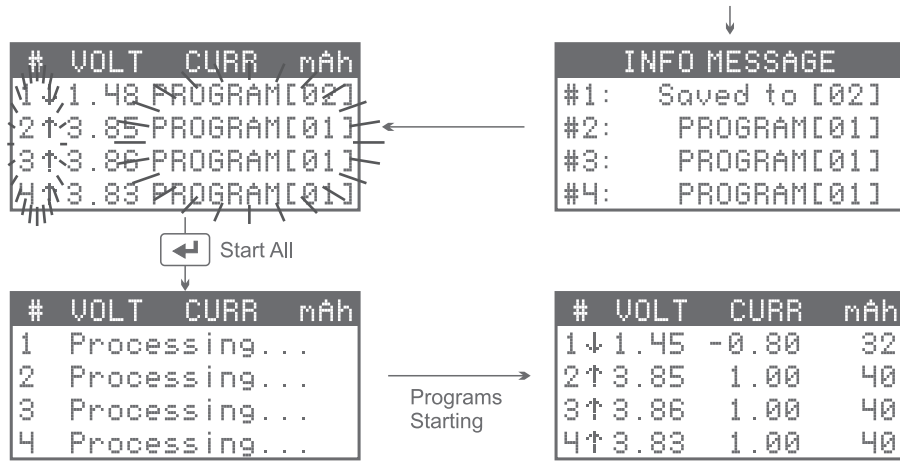 # VOLT CURR mAh
1↓1.48 PROGRAM[02]
2↑3.85 PROGRAM[01]
3↑3.86 PROGRAM[01]
4↑3.83 PROGRAM[01]
INFO MESSAGE
#1: Saved to [02]
#2: PROGRAM[01]
#3: PROGRAM[01]
#4: PROGRAM[01]
Start All
# VOLT CURR mAh
1 Processing...
2 Processing...
3 Processing...
4 Processing...
Programs
Starting
# VOLT CURR mAh
1↓1.45 -0.80 32
2↑3.85 1.00 40
3↑3.86 1.00 40
4↑3.83 1.00 40